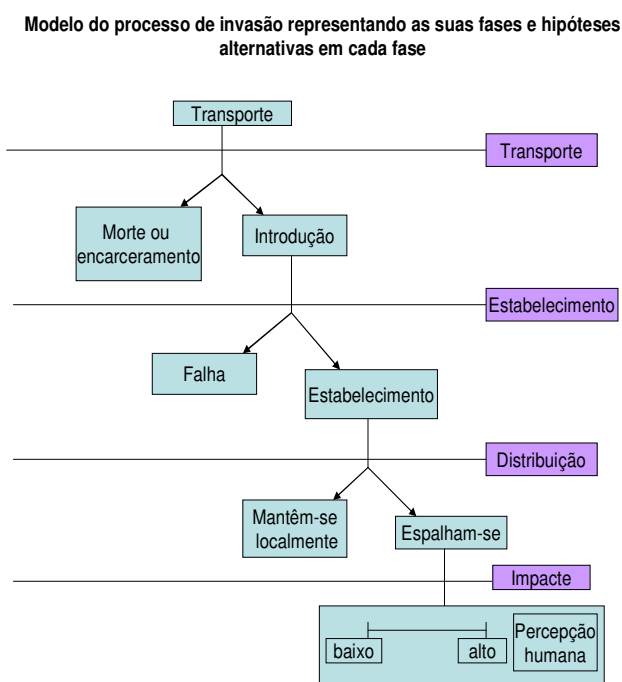 Modelo do processo de invasão representando as suas fases e hipóteses
alternativas em cada fase
Transporte
Transporte
Morte ou
encarceramento
Introdução
Estabelecimento
Falha
Estabelecimento
Distribuição
Mantêm-se
localmente
Espalham-se
Impacte
baixo
alto
Percepção
humana